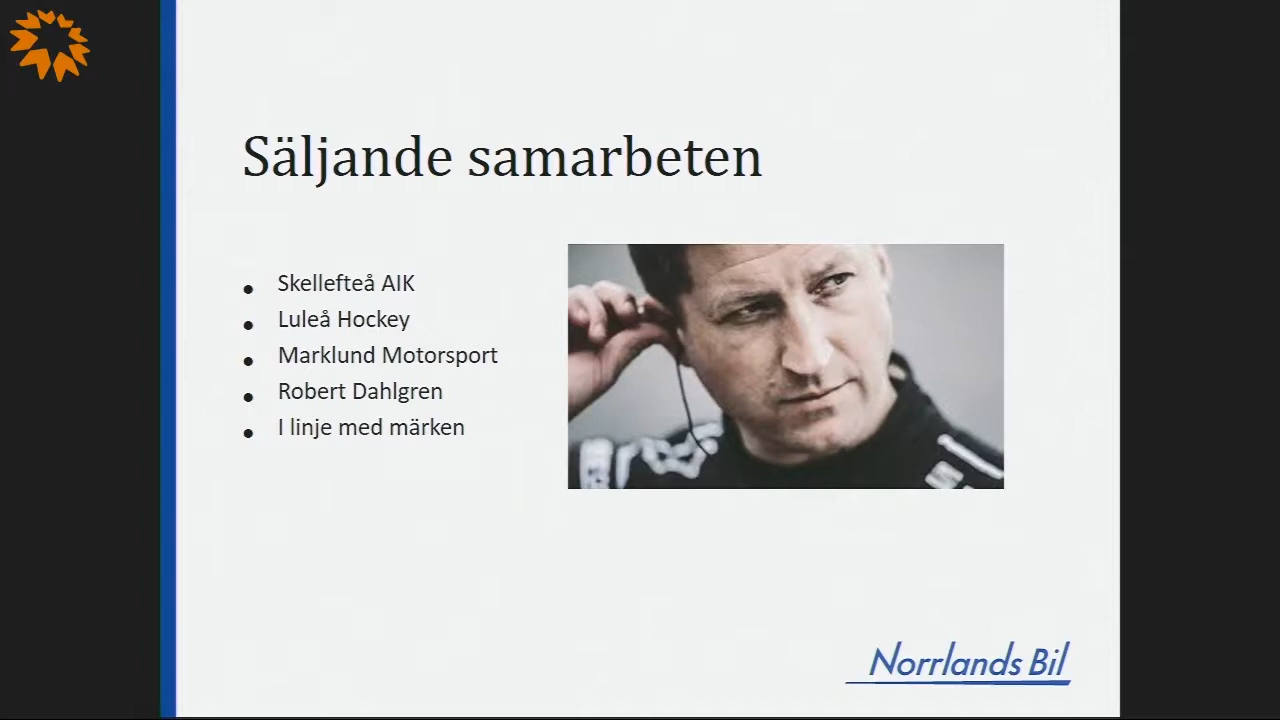 Säljande samarbeten
• Skellefteå AIK
• Luleå Hockey
• Marklund Motorsport
• Robert Dahlgren
• I linje med märken
Norrlands Bil